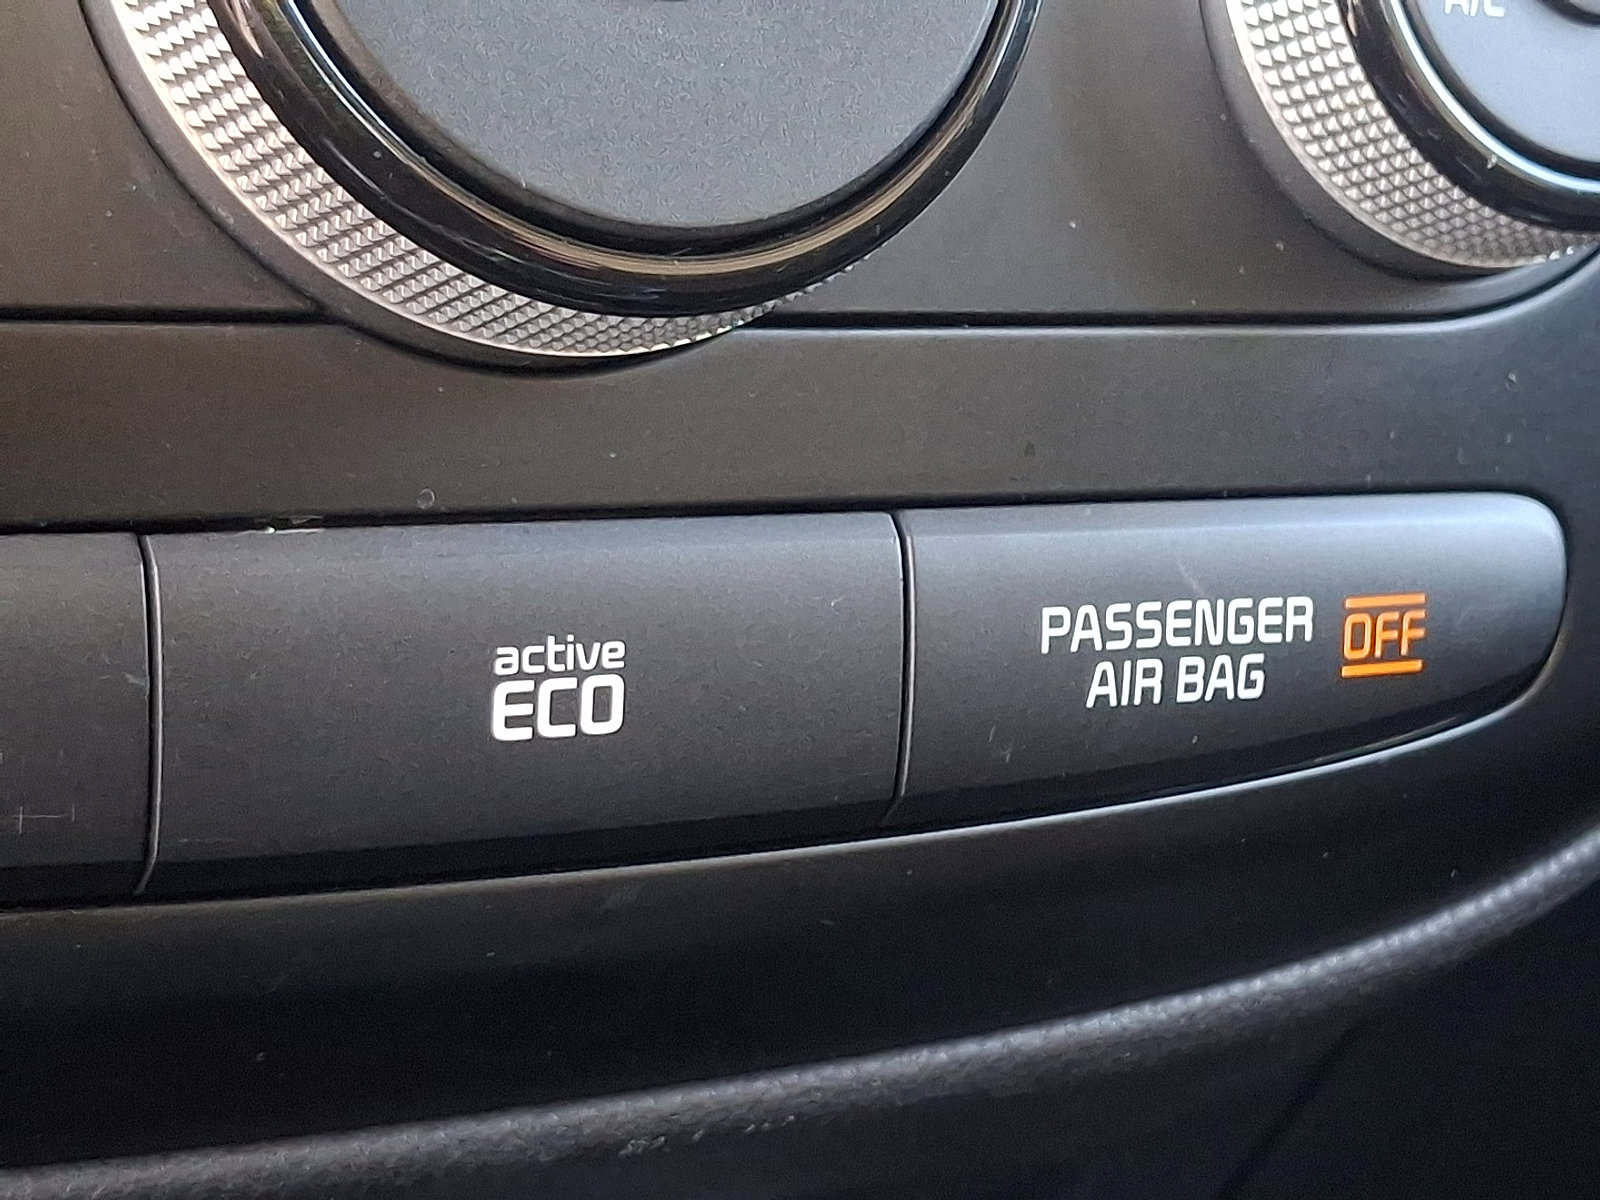 A/C
active
ECO
PASSENGER OFF
AIR BAG